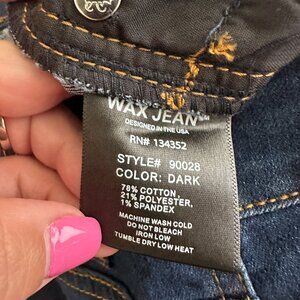 WAX JEAN™
DESIGNED IN THE USA
RN# 134352
STYLE# 90028
COLOR: DARK
78% COTTON
21% POLYESTER,
1% SPANDEX
MACHINE WASH COLD
DO NOT BLEACH
IRON LOW
TUMBLE DRY LOW HEAT